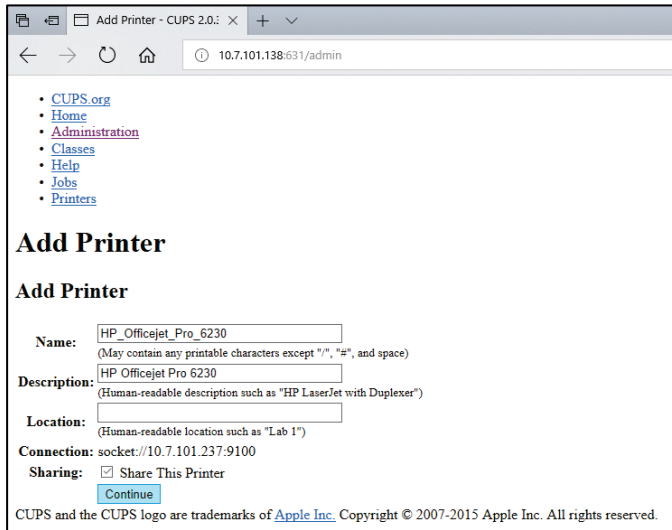 Add Printer - CUPS 2.0.:
10.7.101.138:631/admin
CUPS.org
Home
Administration
Classes
Help
Jobs
Printers
Add Printer
Add Printer
Name: HP_Officejet_Pro_6230
(May contain any printable characters except "/", "#", and space)
Description: HP Officejet Pro 6230
(Human-readable description such as "HP LaserJet with Duplexer")
Location:
(Human-readable location such as "Lab 1")
Connection: socket://10.7.101.237:9100
Sharing: Share This Printer
Continue
CUPS and the CUPS logo are trademarks of Apple Inc. Copyright © 2007-2015 Apple Inc. All rights reserved.